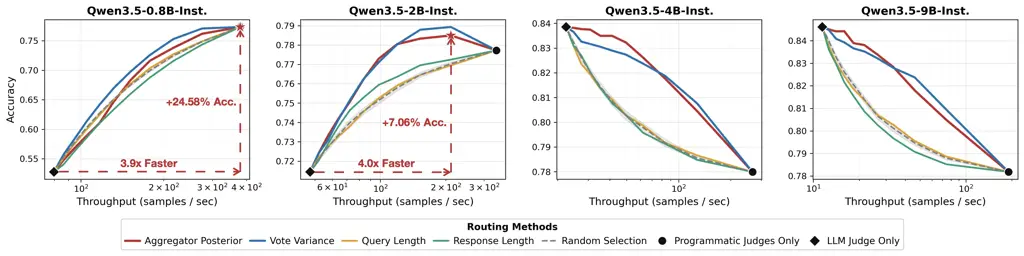 Qwen3.5-0.8B-Inst.
Accuracy
0.75
0.70
0.65
0.60
0.55
+24.58% Acc.
3.9x Faster
10²
2 × 10²
3 × 10²
4 × 10²
Throughput (samples / sec)
Qwen3.5-2B-Inst.
0.79
0.78
0.77
0.76
0.75
0.74
0.73
0.72
+7.06% Acc.
4.0x Faster
6 × 10¹
10²
2 × 10²
3 × 10²
Throughput (samples / sec)
Qwen3.5-4B-Inst.
0.84
0.83
0.82
0.81
0.80
0.79
0.78
10²
Throughput (samples / sec)
Qwen3.5-9B-Inst.
0.85
0.84
0.83
0.82
0.81
0.80
0.79
0.78
10¹
10²
Throughput (samples / sec)
Routing Methods
Aggregator Posterior Vote Variance Query Length Response Length Random Selection Programmatic Judges Only LLM Judge Only